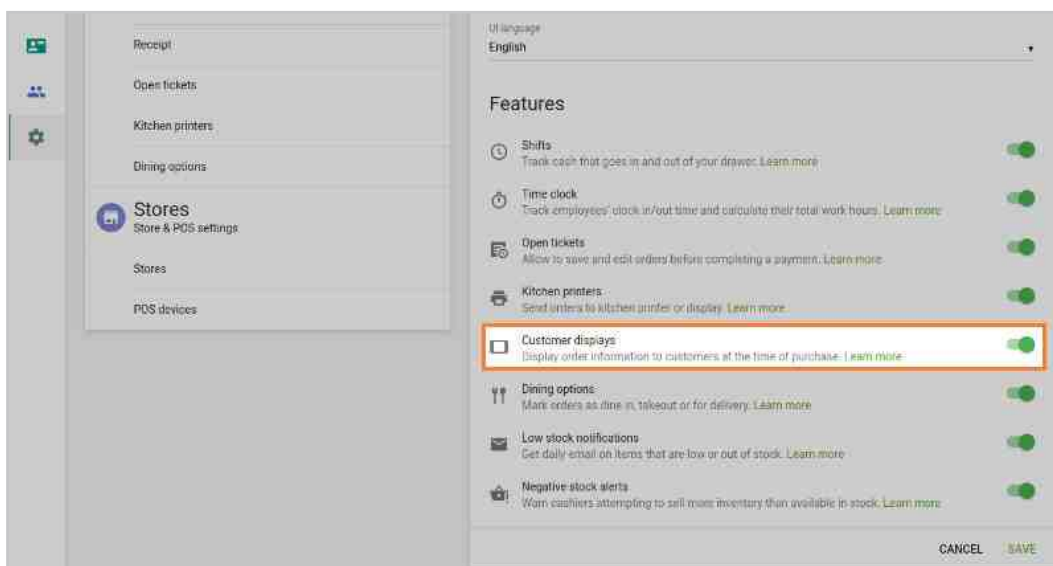 Receipt
Open tickets
Kitchen printers
Dining options
Stores
Store & POS settings
Stores
POS devices
UI language
English
Features
Shifts
Track cash that goes in and out of your drawer. Learn more
Time clock
Track employees' clock in/out time and calculate their total work hours. Learn more
Open tickets
Allow to save and edit orders before completing a payment. Learn more
Kitchen printers
Send orders to kitchen printer or display. Learn more
Customer displays
Display order information to customers at the time of purchase. Learn more
Dining options
Mark orders as dine in, takeout or for delivery. Learn more
Low stock notifications
Get daily email on items that are low or out of stock. Learn more
Negative stock alerts
Warn cashiers attempting to sell more inventory than available in stock. Learn more
CANCEL SAVE